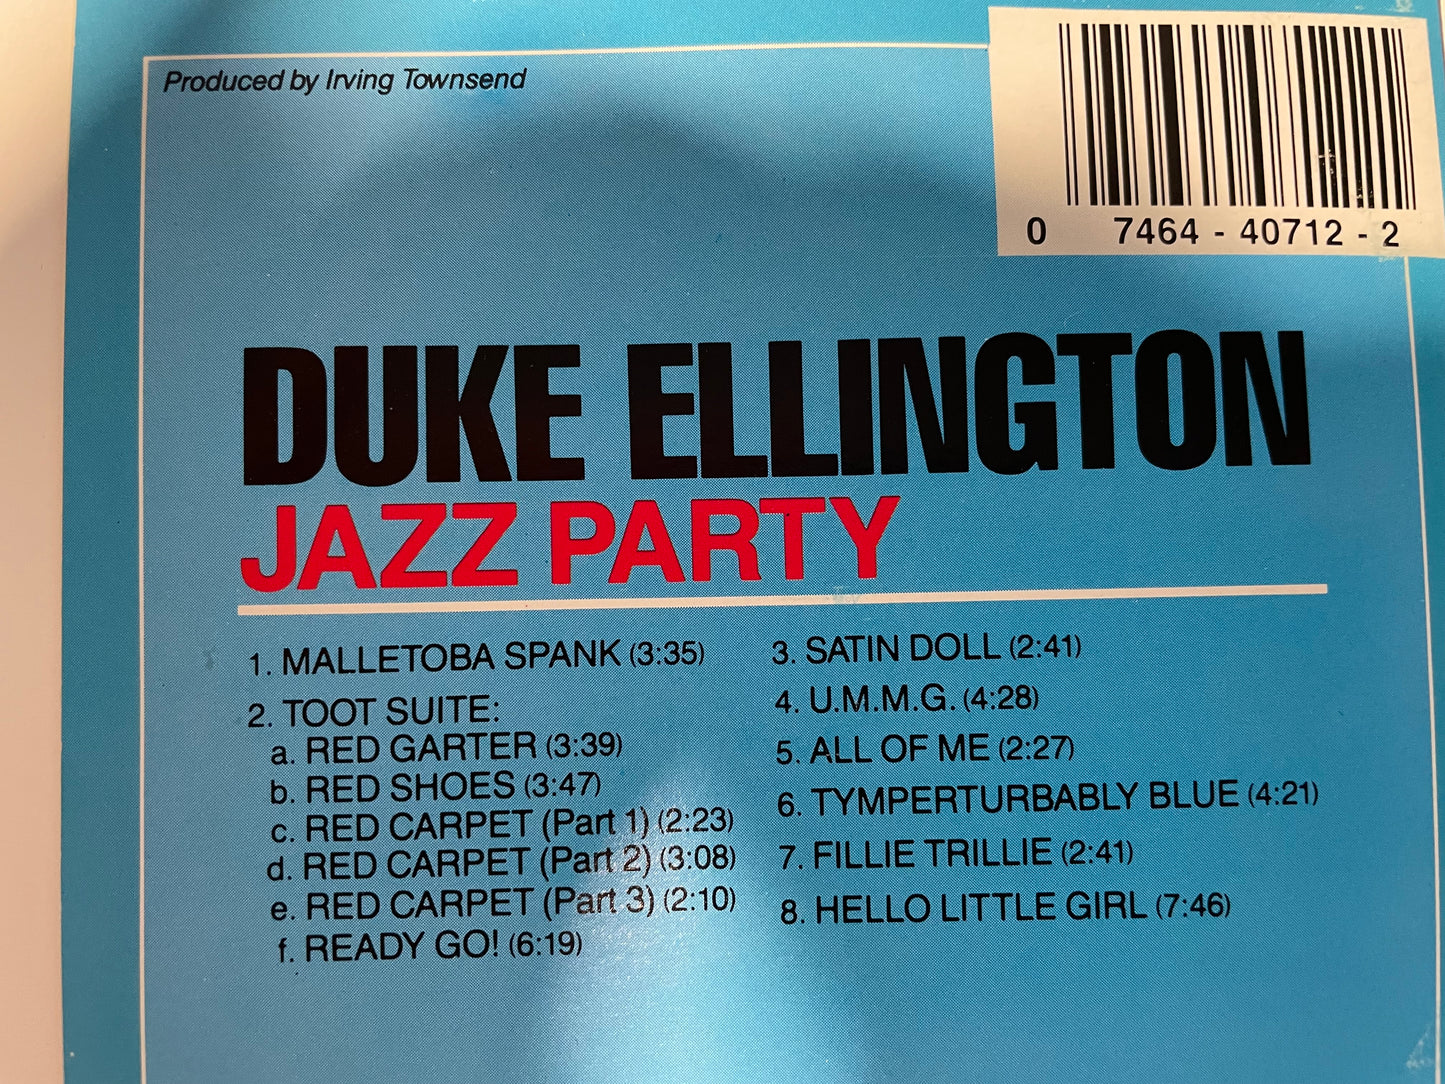 Produced by Irving Townsend
0 7464 - 40712 - 2
DUKE ELLINGTON
JAZZ PARTY
1. MALLETOBA SPANK (3:35)
2. TOOT SUITE:
a. RED GARTER (3:39)
b. RED SHOES (3:47)
c. RED CARPET (Part 1) (2:23)
d. RED CARPET (Part 2) (3:08)
e. RED CARPET (Part 3) (2:10)
f. READY GO! (6:19)
3. SATIN DOLL (2:41)
4. U.M.M.G. (4:28)
5. ALL OF ME (2:27)
6. TYMPERTURBABLY BLUE (4:21)
7. FILLIE TRILLIE (2:41)
8. HELLO LITTLE GIRL (7:46)